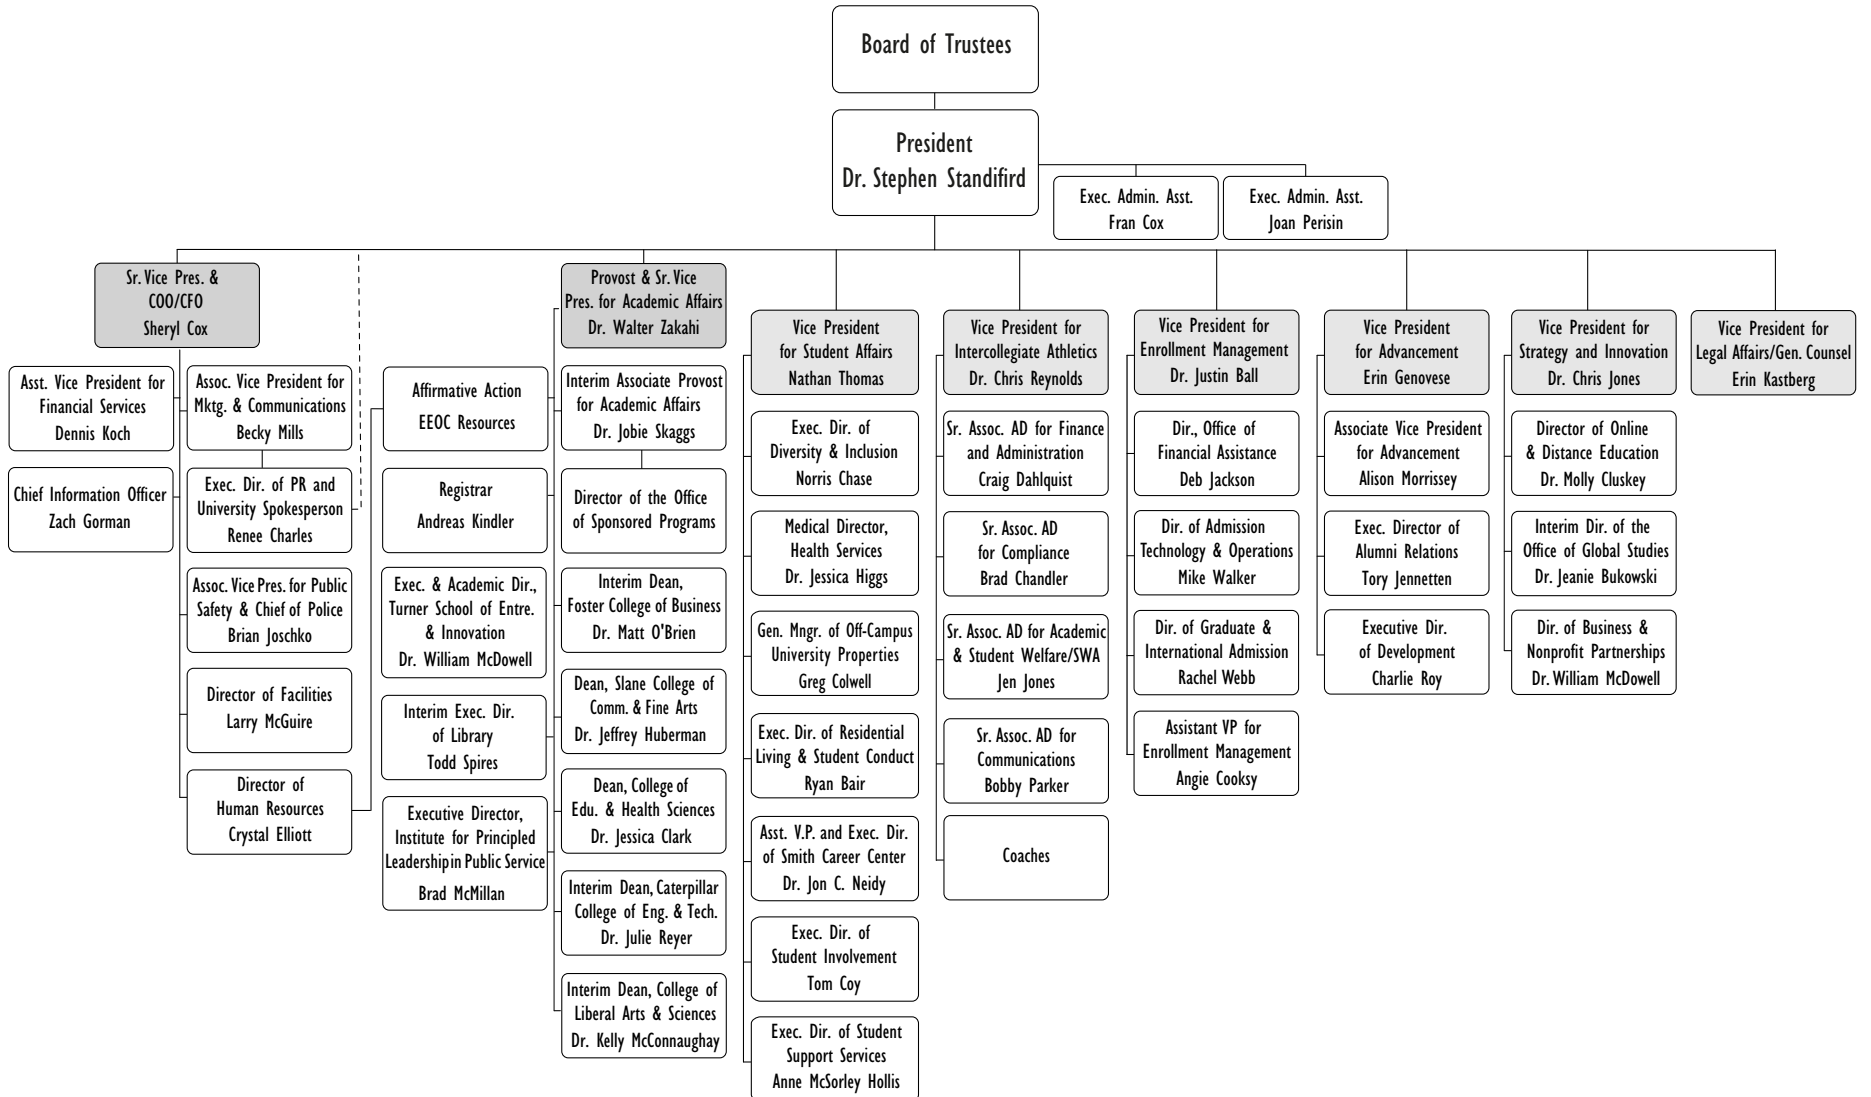 Board of Trustees
President
Dr. Stephen Standifird
Exec. Admin. Asst.
Fran Cox
Exec. Admin. Asst.
Joan Perisin
Sr. Vice Pres. &
COO/CFO
Sheryl Cox
Asst. Vice President for
Financial Services
Dennis Koch
Chief Information Officer
Zach Gorman
Assoc. Vice President for
Mktg. & Communications
Becky Mills
Exec. Dir. of PR and
University Spokesperson
Renee Charles
Assoc. Vice Pres. for Public
Safety & Chief of Police
Brian Joschko
Director of Facilities
Larry McGuire
Director of
Human Resources
Crystal Elliott
Provost & Sr. Vice
Pres. for Academic Affairs
Dr. Walter Zakahi
Affirmative Action
EEOC Resources
Registrar
Andreas Kindler
Exec. & Academic Dir.,
Turner School of Entre.
& Innovation
Dr. William McDowell
Interim Exec. Dir.
of Library
Todd Spires
Executive Director,
Institute for Principled
Leadership in Public Service
Brad McMillan
Interim Associate Provost
for Academic Affairs
Dr. Jobie Skaggs
Director of the Office
of Sponsored Programs
Interim Dean,
Foster College of Business
Dr. Matt O'Brien
Dean, Slane College of
Comm. & Fine Arts
Dr. Jeffrey Huberman
Dean, College of
Edu. & Health Sciences
Dr. Jessica Clark
Interim Dean, Caterpillar
College of Eng. & Tech.
Dr. Julie Reyer
Interim Dean, College of
Liberal Arts & Sciences
Dr. Kelly McConnaughay
Vice President
for Student Affairs
Nathan Thomas
Exec. Dir. of
Diversity & Inclusion
Norris Chase
Medical Director,
Health Services
Dr. Jessica Higgs
Gen. Mngr. of Off-Campus
University Properties
Greg Colwell
Exec. Dir. of Residential
Living & Student Conduct
Ryan Bair
Asst. V.P. and Exec. Dir.
of Smith Career Center
Dr. Jon C. Neidy
Exec. Dir. of
Student Involvement
Tom Coy
Exec. Dir. of Student
Support Services
Anne McSorley Hollis
Vice President for
Intercollegiate Athletics
Dr. Chris Reynolds
Sr. Assoc. AD for Finance
and Administration
Craig Dahlquist
Sr. Assoc. AD
for Compliance
Brad Chandler
Sr. Assoc. AD for Academic
& Student Welfare/SWA
Jen Jones
Sr. Assoc. AD for
Communications
Bobby Parker
Coaches
Vice President for
Enrollment Management
Dr. Justin Ball
Dir., Office of
Financial Assistance
Deb Jackson
Dir. of Admission
Technology & Operations
Mike Walker
Dir. of Graduate &
International Admission
Rachel Webb
Assistant VP for
Enrollment Management
Angie Cooksy
Vice President
for Advancement
Erin Genovese
Associate Vice President
for Advancement
Alison Morrissey
Exec. Director of
Alumni Relations
Tory Jennetten
Executive Dir.
of Development
Charlie Roy
Vice President for
Strategy and Innovation
Dr. Chris Jones
Director of Online
& Distance Education
Dr. Molly Cluskey
Interim Dir. of the
Office of Global Studies
Dr. Jeanie Bukowski
Dir. of Business &
Nonprofit Partnerships
Dr. William McDowell
Vice President for
Legal Affairs/Gen. Counsel
Erin Kastberg